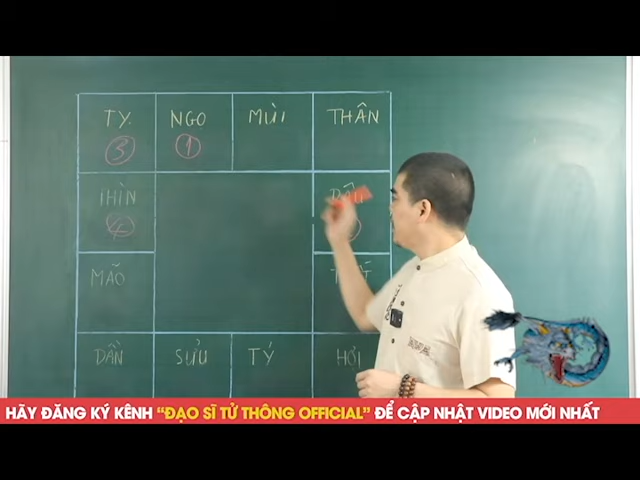 TỴ NGỌ MÙI THÂN
3 1
THÌN DẬU
4
MÃO
DẦN SỬU TÝ HỢI
HÃY ĐĂNG KÝ KÊNH “ĐẠO SĨ TỬ THÔNG OFFICIAL” ĐỂ CẬP NHẬT VIDEO MỚI NHẤT